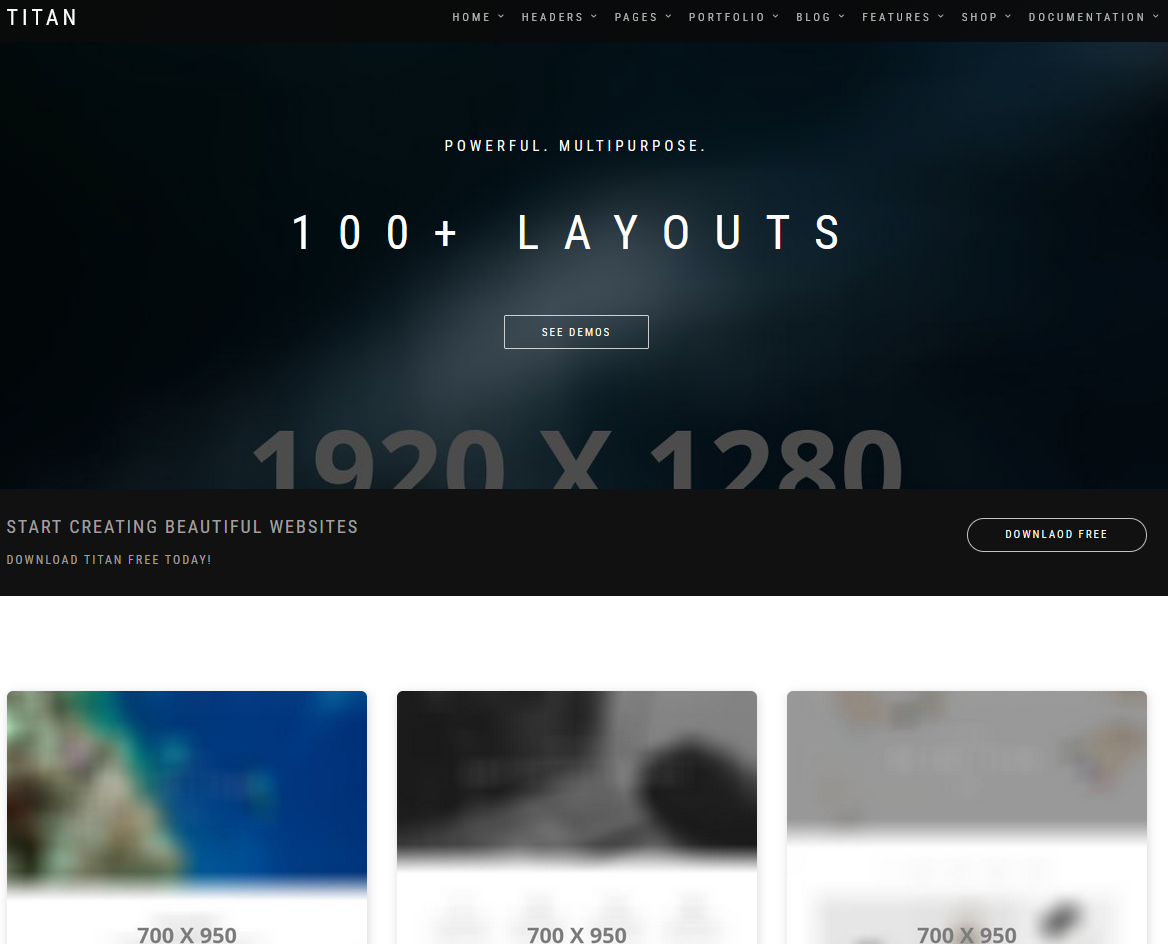 TITAN
HOME HEADERS PAGES PORTFOLIO BLOG FEATURES SHOP DOCUMENTATION
POWERFUL. MULTIPURPOSE.
100+ LAYOUTS
SEE DEMOS
1920 X 1280
START CREATING BEAUTIFUL WEBSITES
DOWNLOAD TITAN FREE TODAY!
DOWNLAOD FREE
700 X 950 700 X 950 700 X 950